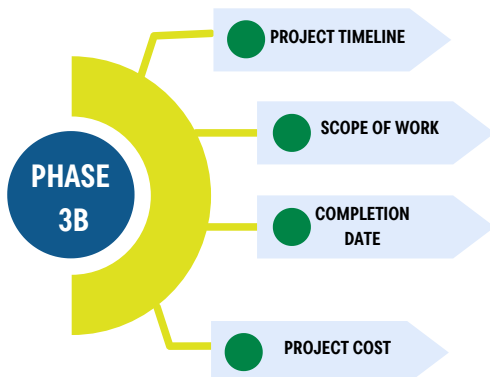 PHASE
3B
PROJECT TIMELINE
SCOPE OF WORK
COMPLETION
DATE
PROJECT COST